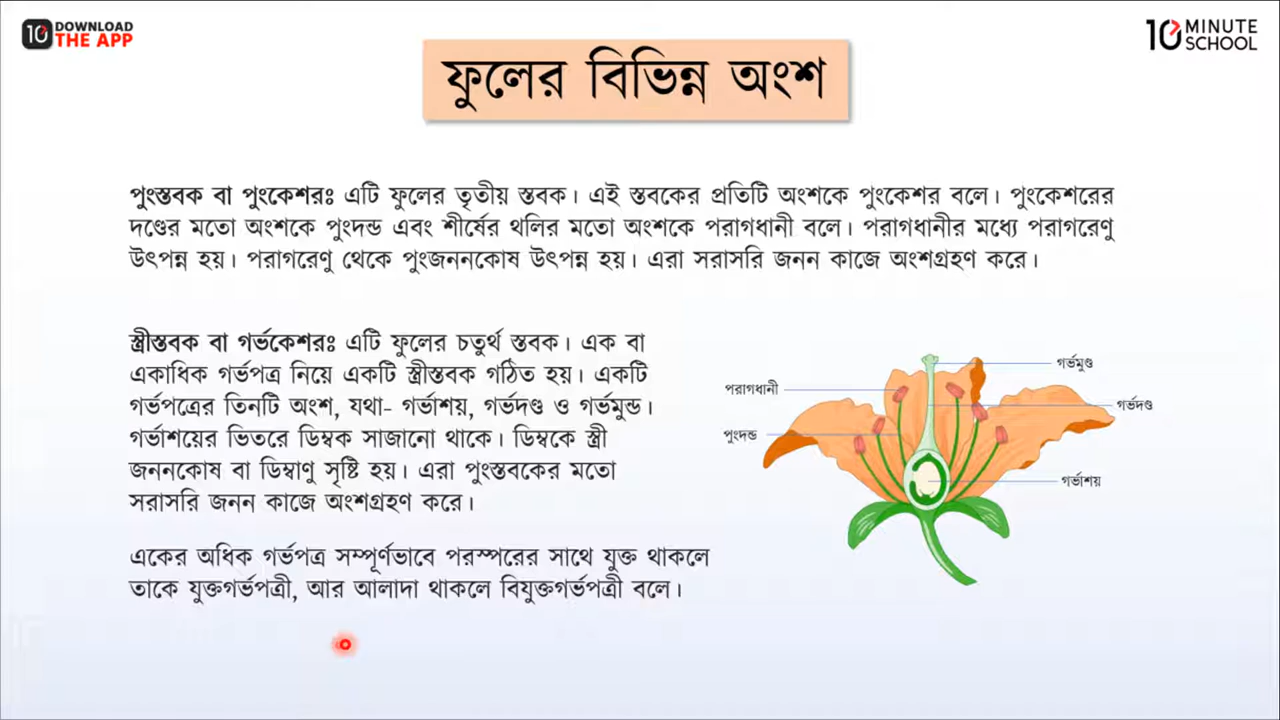 10 DOWNLOAD
THE APP
10 MINUTE
SCHOOL
ফুলের বিভিন্ন অংশ
পুংস্তবক বা পুংকেশরঃ এটি ফুলের তৃতীয় স্তবক। এই স্তবকের প্রতিটি অংশকে পুংকেশর বলে। পুংকেশরের
দণ্ডের মতো অংশকে পুংদন্ড এবং শীর্ষের থলির মতো অংশকে পরাগধানী বলে। পরাগধানীর মধ্যে পরাগরেণু
উৎপন্ন হয়। পরাগরেণু থেকে পুংজননকোষ উৎপন্ন হয়। এরা সরাসরি জনন কাজে অংশগ্রহণ করে।
স্ত্রীস্তবক বা গর্ভকেশরঃ এটি ফুলের চতুর্থ স্তবক। এক বা
একাধিক গর্ভপত্র নিয়ে একটি স্ত্রীস্তবক গঠিত হয়। একটি
গর্ভপত্রের তিনটি অংশ, যথা- গর্ভাশয়, গর্ভদণ্ড ও গর্ভমুন্ড।
গর্ভাশয়ের ভিতরে ডিম্বক সাজানো থাকে। ডিম্বকে স্ত্রী
জননকোষ বা ডিম্বাণু সৃষ্টি হয়। এরা পুংস্তবকের মতো
সরাসরি জনন কাজে অংশগ্রহণ করে।
একের অধিক গর্ভপত্র সম্পূর্ণভাবে পরস্পরের সাথে যুক্ত থাকলে
তাকে যুক্তগর্ভপত্রী, আর আলাদা থাকলে বিযুক্তগর্ভপত্রী বলে।
গর্ভমুণ্ড
পরাগধানী
গর্ভদণ্ড
পুংদন্ড
গর্ভাশয়